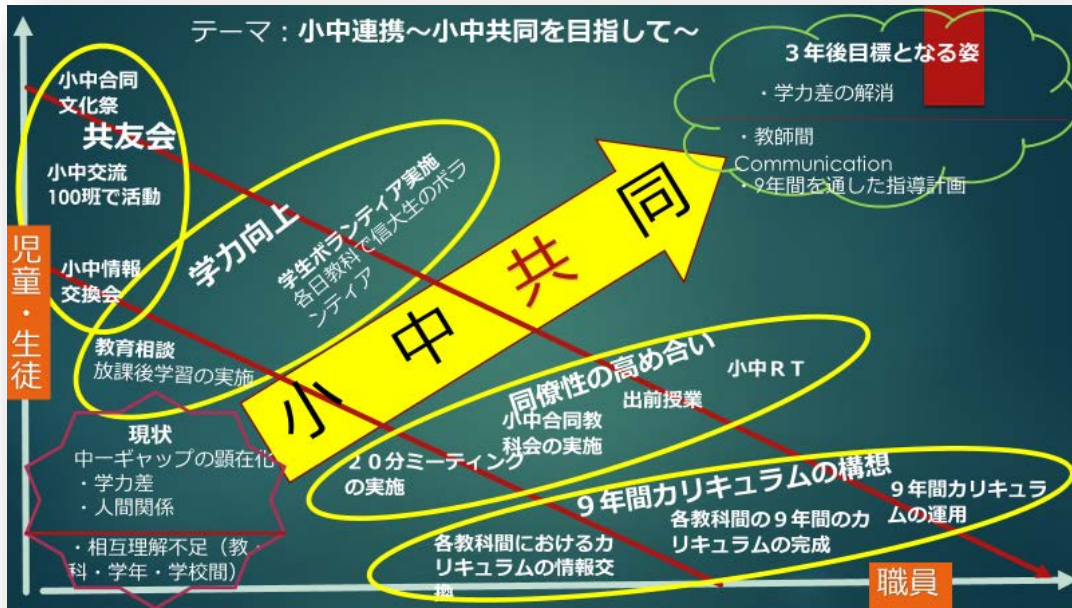 テーマ：小中連携～小中共同を目指して～
３年後目標となる姿
・学力差の解消
・教師間
Communication
・9年間を通した指導計画
小中合同
文化祭
共友会
小中交流
100班で活動
小中情報
交換会
児童・生徒
学力向上
学生ボランティア実施
各日教科で信大生のボラ
ンティア
教育相談
放課後学習の実施
小中共同
現状
中一ギャップの顕在化
・学力差
・人間関係
・相互理解不足（教・
科・学年・学校間）
同僚性の高め合い
小中ＲＴ
出前授業
小中合同教
科会の実施
２０分ミーティング
の実施
９年間カリキュラムの構想
９年間カリキュラ
ムの運用
各教科間の９年間のカ
リキュラムの完成
各教科間におけるカ
リキュラムの情報交
換
職員